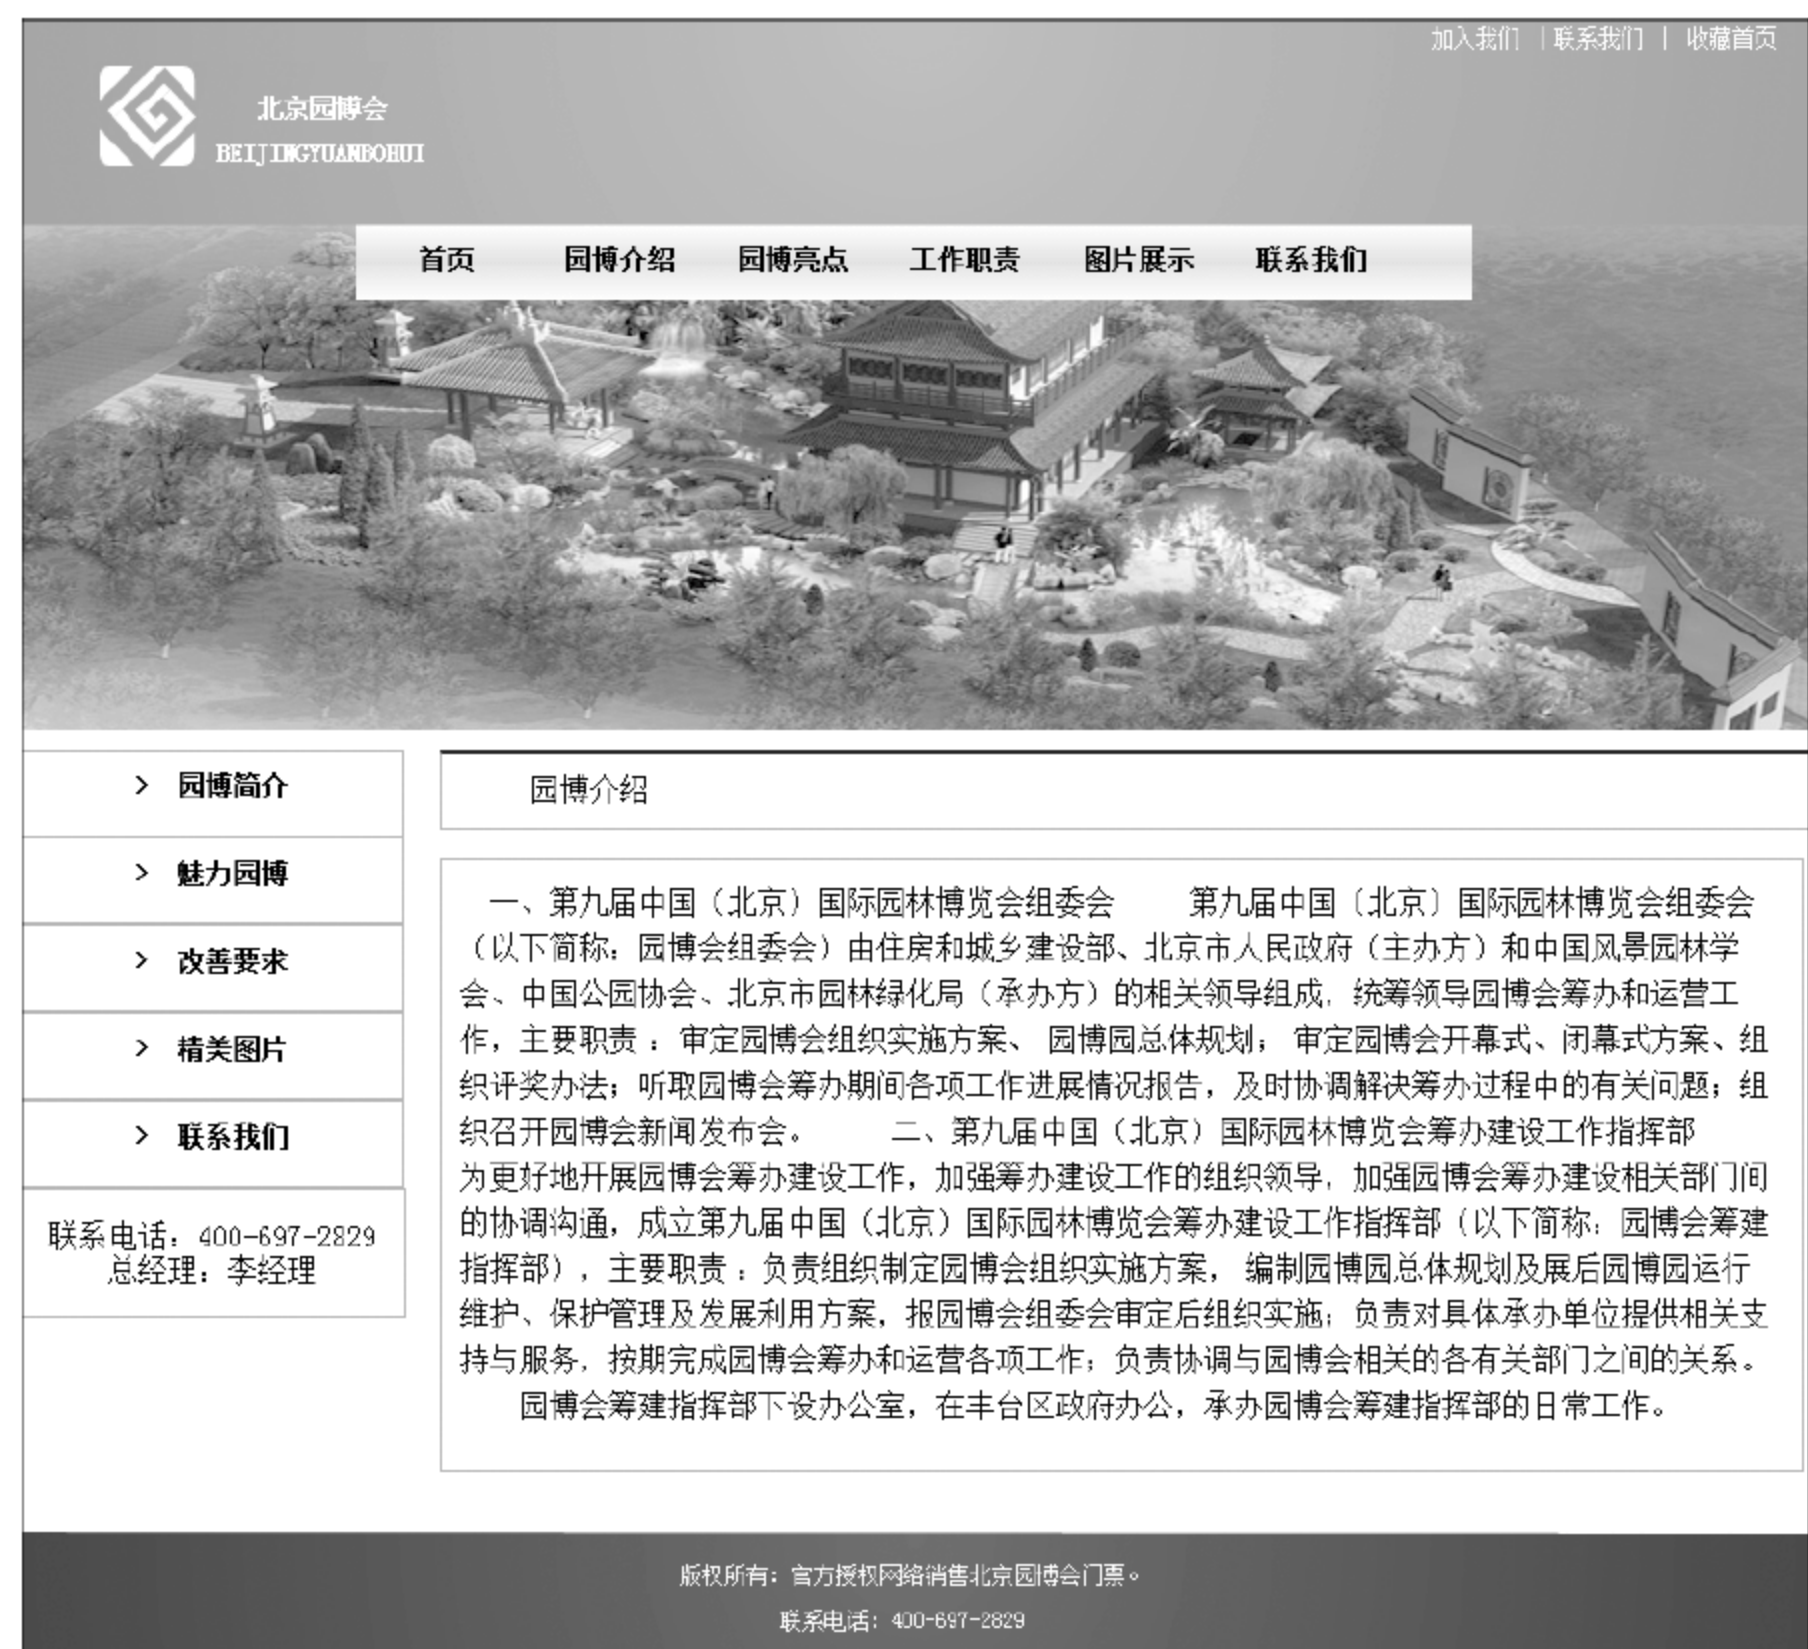 加入我们 | 联系我们 | 收藏首页
北京园博会
BEIJINGYUANBOHUI
首页 园博介绍 园博亮点 工作职责 图片展示 联系我们
> 园博简介
> 魅力园博
> 改善要求
> 精美图片
> 联系我们
联系电话：400-697-2829
总经理：李经理
园博介绍
一、第九届中国（北京）国际园林博览会组委会 第九届中国〔北京〕国际园林博览会组委会
（以下简称：园博会组委会）由住房和城乡建设部、北京市人民政府（主办方）和中国风景园林学
会、中国公园协会、北京市园林绿化局（承办方）的相关领导组成，统筹领导园博会筹办和运营工
作，主要职责：审定园博会组织实施方案、 园博园总体规划； 审定园博会开幕式、闭幕式方案、组
织评奖办法；听取园博会筹办期间各项工作进展情况报告，及时协调解决筹办过程中的有关问题；组
织召开园博会新闻发布会。 二、第九届中国（北京）国际园林博览会筹办建设工作指挥部
为更好地开展园博会筹办建设工作，加强筹办建设工作的组织领导，加强园博会筹办建设相关部门间
的协调沟通，成立第九届中国（北京）国际园林博览会筹办建设工作指挥部（以下简称：园博会筹建
指挥部），主要职责：负责组织制定园博会组织实施方案， 编制园博园总体规划及展后园博园运行
维护、保护管理及发展利用方案，报园博会组委会审定后组织实施；负责对具体承办单位提供相关支
持与服务，按期完成园博会筹办和运营各项工作；负责协调与园博会相关的各有关部门之间的关系。
园博会筹建指挥部下设办公室，在丰台区政府办公，承办园博会筹建指挥部的日常工作。
版权所有：官方授权网络销售北京园博会门票。
联系电话：400-697-2829